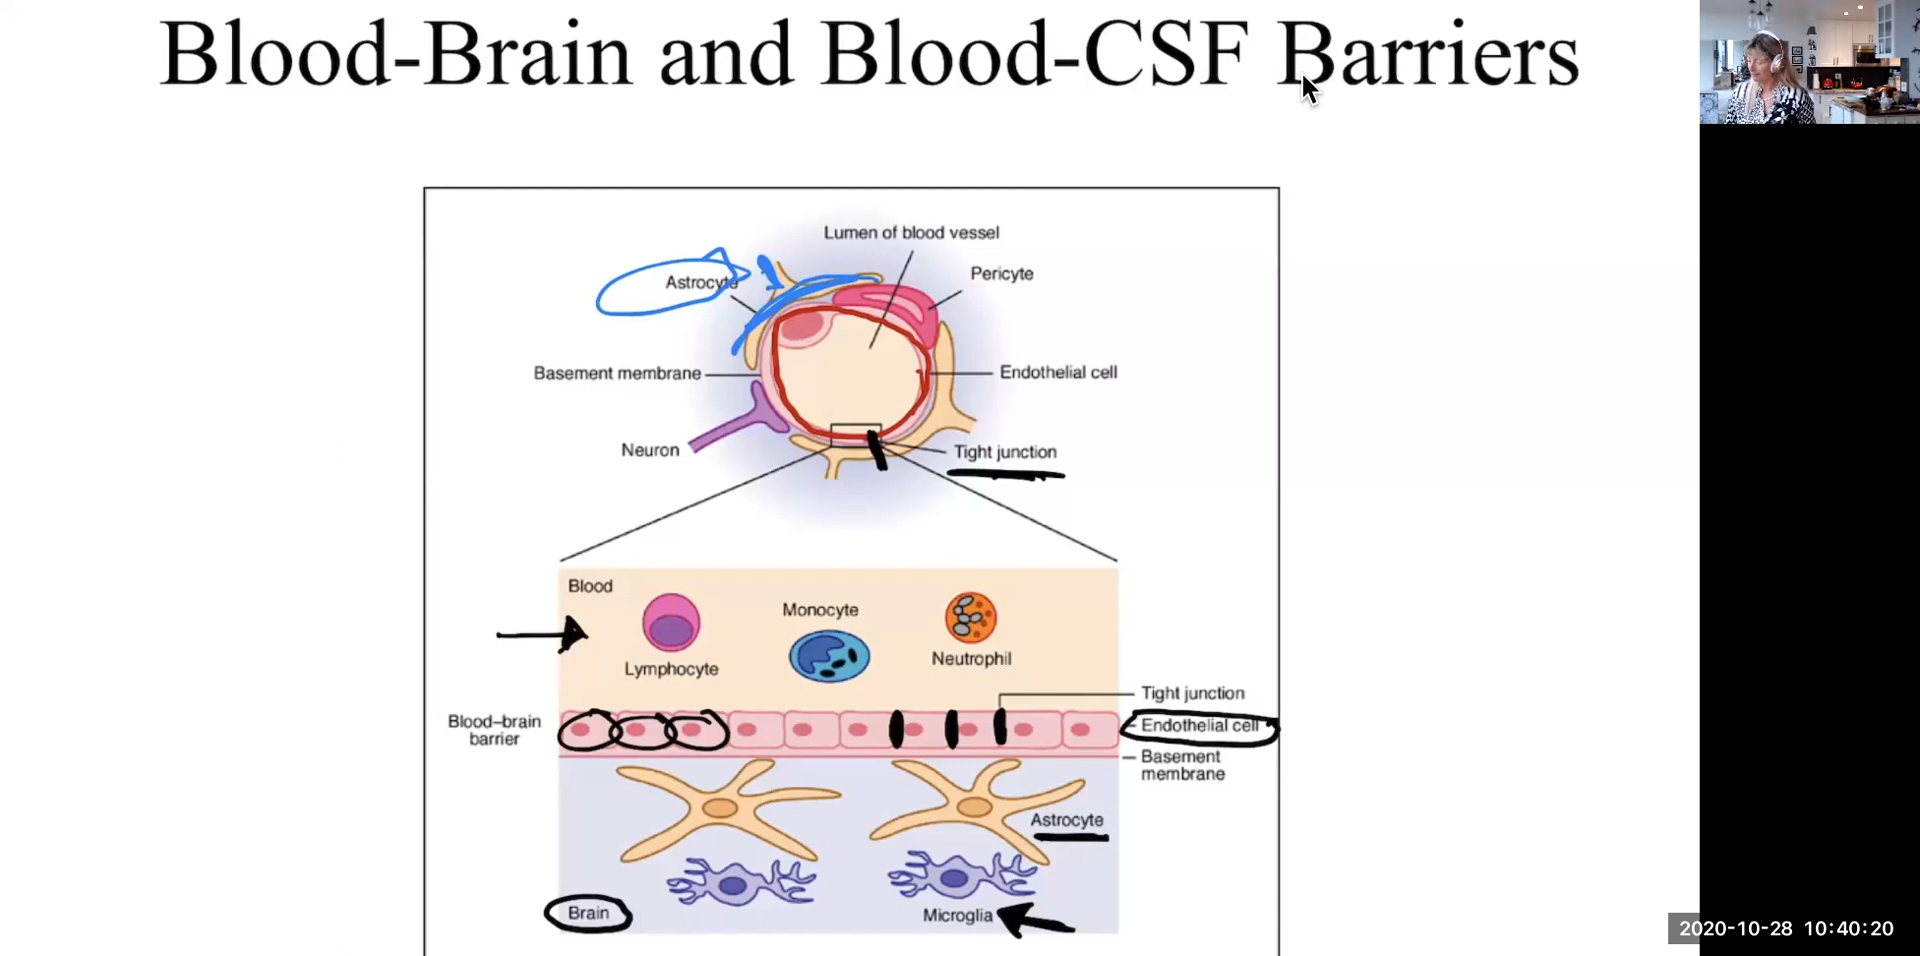 Blood-Brain and Blood-CSF Barriers
Lumen of blood vessel
Pericyte
Astrocyte
Basement membrane
Endothelial cell
Neuron
Tight junction
Blood
Monocyte
Lymphocyte
Neutrophil
Tight junction
Blood–brain
barrier
Endothelial cell
Basement
membrane
Astrocyte
Brain
Microglia
2020-10-28 10:40:20